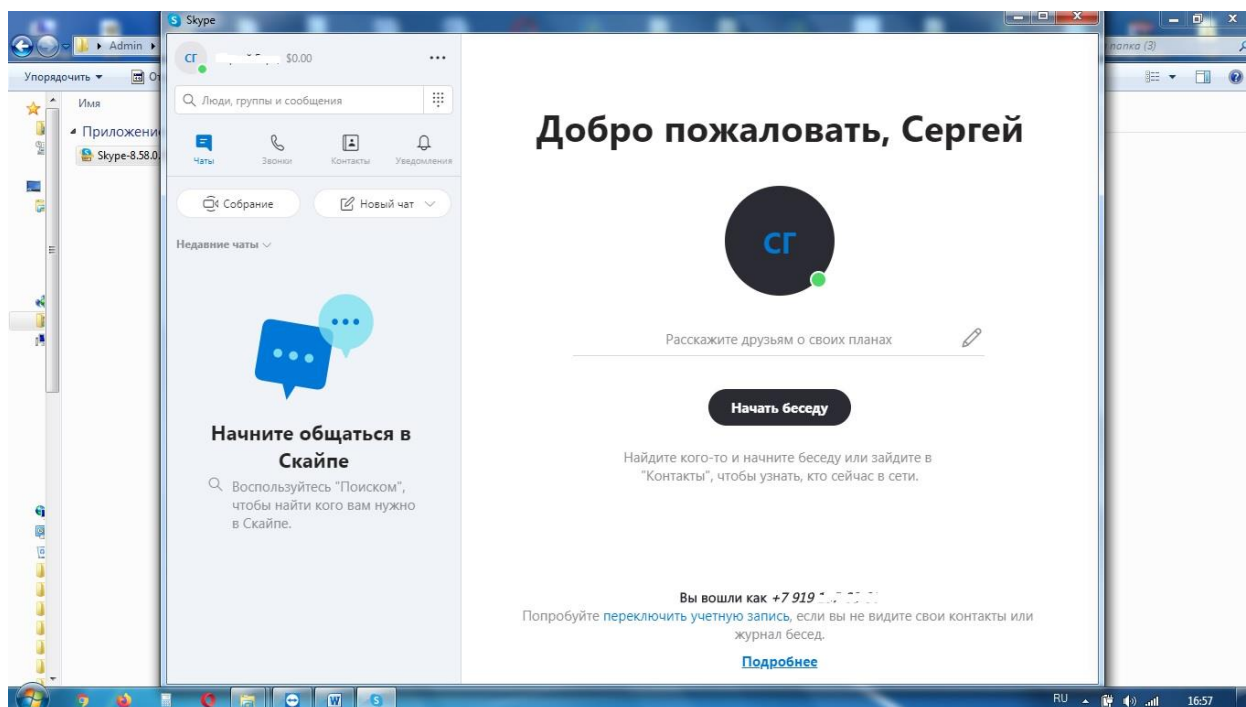 Skype
Admin
папка (3)
Упорядочить
Имя
Приложени
Skype-8.58.0.
СГ
$0.00
Люди, группы и сообщения
Чаты
Звонки
Контакты
Уведомления
Собрание
Новый чат
Недавние чаты
Начните общаться в
Скайпе
Воспользуйтесь "Поиском",
чтобы найти кого вам нужно
в Скайпе.
Добро пожаловать, Сергей
СГ
Расскажите друзьям о своих планах
Начать беседу
Найдите кого-то и начните беседу или зайдите в
"Контакты", чтобы узнать, кто сейчас в сети.
Вы вошли как +7 919
Попробуйте переключить учетную запись, если вы не видите свои контакты или
журнал бесед.
Подробнее
RU
16:57